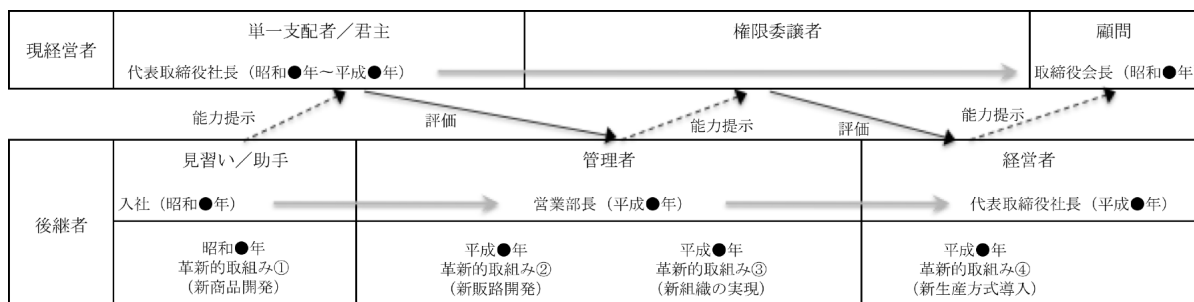 現経営者
単一支配者／君主
権限委譲者
顧問
代表取締役社長（昭和●年～平成●年）
取締役会長（昭和●年
能力提示
評価
能力提示
評価
能力提示
後継者
見習い／助手
管理者
経営者
入社（昭和●年）
営業部長（平成●年）
代表取締役社長（平成●年）
昭和●年
革新的取組み①
（新商品開発）
平成●年
革新的取組み②
（新販路開発）
平成●年
革新的取組み③
（新組織の実現）
平成●年
革新的取組み④
（新生産方式導入）